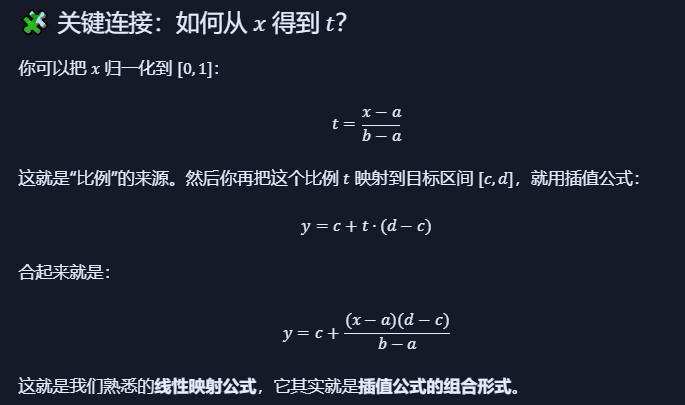 🧩 关键连接：如何从 x 得到 t？
你可以把 x 归一化到 [0, 1]：
t = \frac{x − a}{b − a}
这就是“比例”的来源。然后你再把这个比例 t 映射到目标区间 [c, d]，就用插值公式：
y = c + t · (d − c)
合起来就是：
y = c + \frac{(x − a)(d − c)}{b − a}
这就是我们熟悉的线性映射公式，它其实就是插值公式的组合形式。